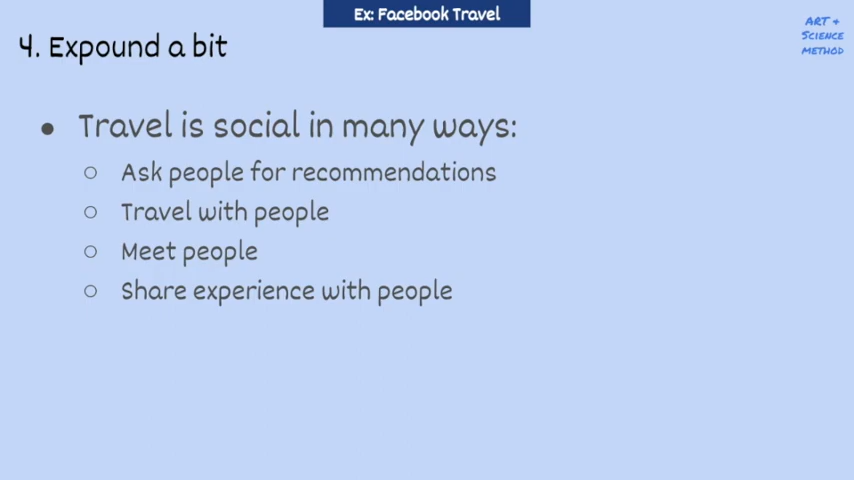 Ex: Facebook Travel
ART +
SCIENCE
METHOD
4. Expound a bit
● Travel is social in many ways:
○ Ask people for recommendations
○ Travel with people
○ Meet people
○ Share experience with people